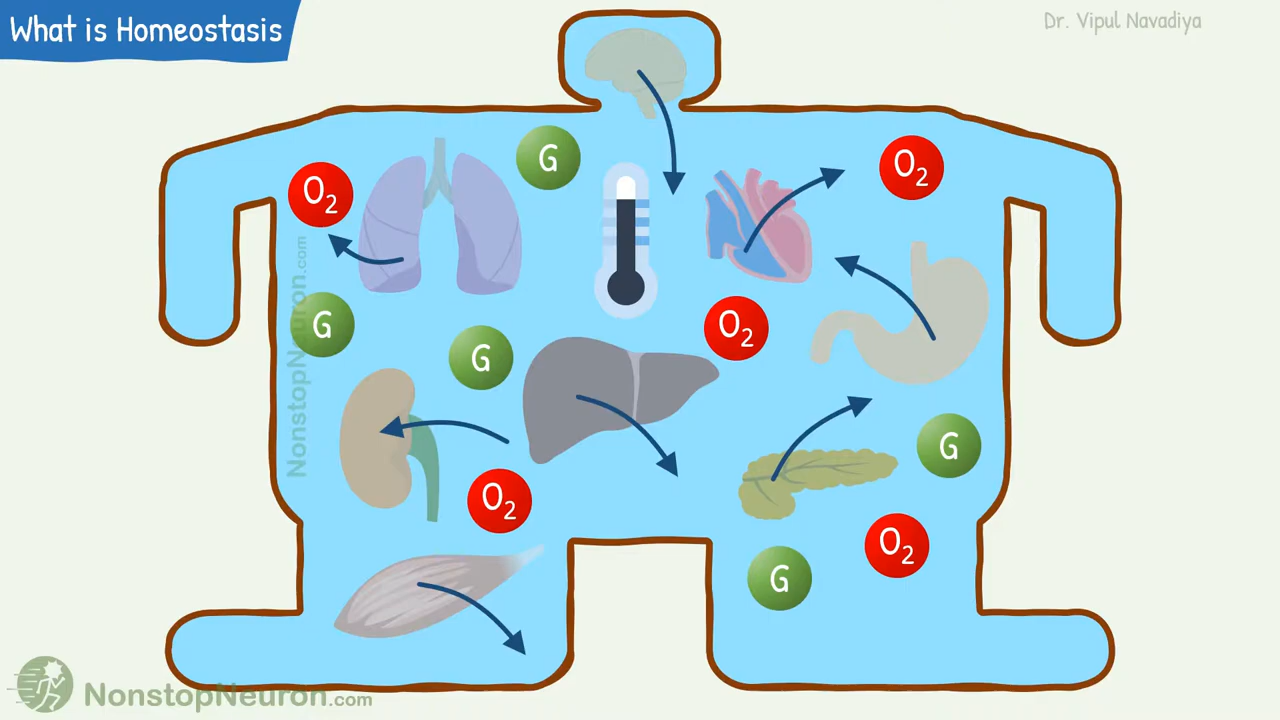 What is Homeostasis
Dr. Vipul Navadiya
G
O2
O2
G
O2
G
G
G
O2
O2
G
NonstopNeuron.com
NonstopNeuron.com